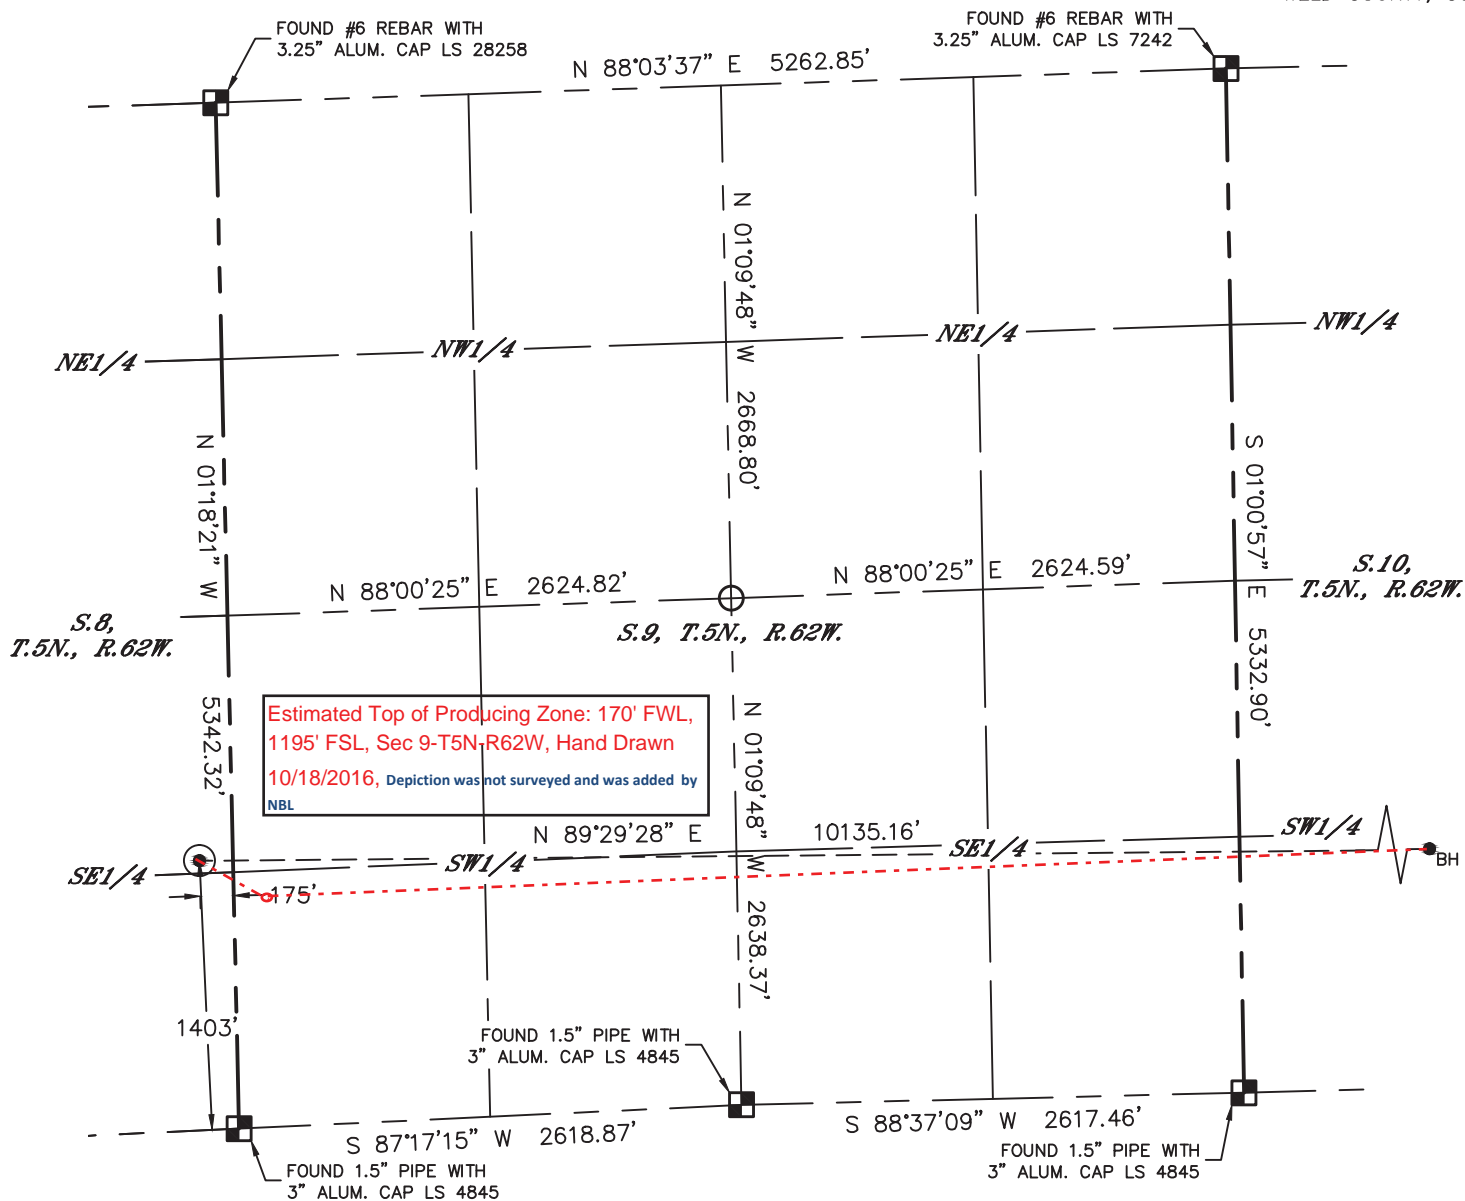 FOUND #6 REBAR WITH
3.25" ALUM. CAP LS 28258
FOUND #6 REBAR WITH
3.25" ALUM. CAP LS 7242
N 88°03'37" E 5262.85'
N 01°09'48" W 2668.80'
NE1/4
NW1/4
NE1/4
NW1/4
N 01°18'21" W 5342.32'
S 01°00'57" E 5332.90'
N 88°00'25" E 2624.82'
N 88°00'25" E 2624.59'
S.8,
T.5N., R.62W.
S.9, T.5N., R.62W.
S.10,
T.5N., R.62W.
Estimated Top of Producing Zone: 170' FWL,
1195' FSL, Sec 9-T5N-R62W, Hand Drawn
10/18/2016, Depiction was not surveyed and was added by
NBL
N 01°09'48" W 2638.37'
N 89°29'28" E 10135.16'
SE1/4
SW1/4
SE1/4
SW1/4
BH
175'
1403'
FOUND 1.5" PIPE WITH
3" ALUM. CAP LS 4845
S 87°17'15" W 2618.87'
S 88°37'09" W 2617.46'
FOUND 1.5" PIPE WITH
3" ALUM. CAP LS 4845
FOUND 1.5" PIPE WITH
3" ALUM. CAP LS 4845